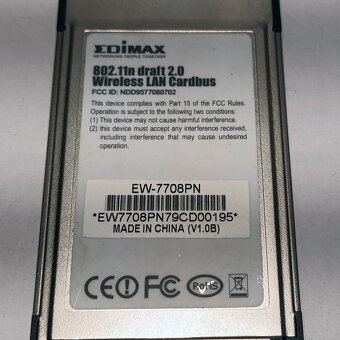 EDIMAX
NETWORKING PEOPLE TOGETHER
802.11n draft 2.0
Wireless LAN Cardbus
FCC ID: NDD9577080702
This device complies with Part 15 of the FCC Rules.
Operation is subject to the following two conditions:
(1) This device may not cause harmful interference.
(2) this device must accept any interference received,
including interference that may cause undesired
operation.
EW-7708PN
*EW7708PN79CD00195*
MADE IN CHINA (V1.0B)
CE FC RoHS